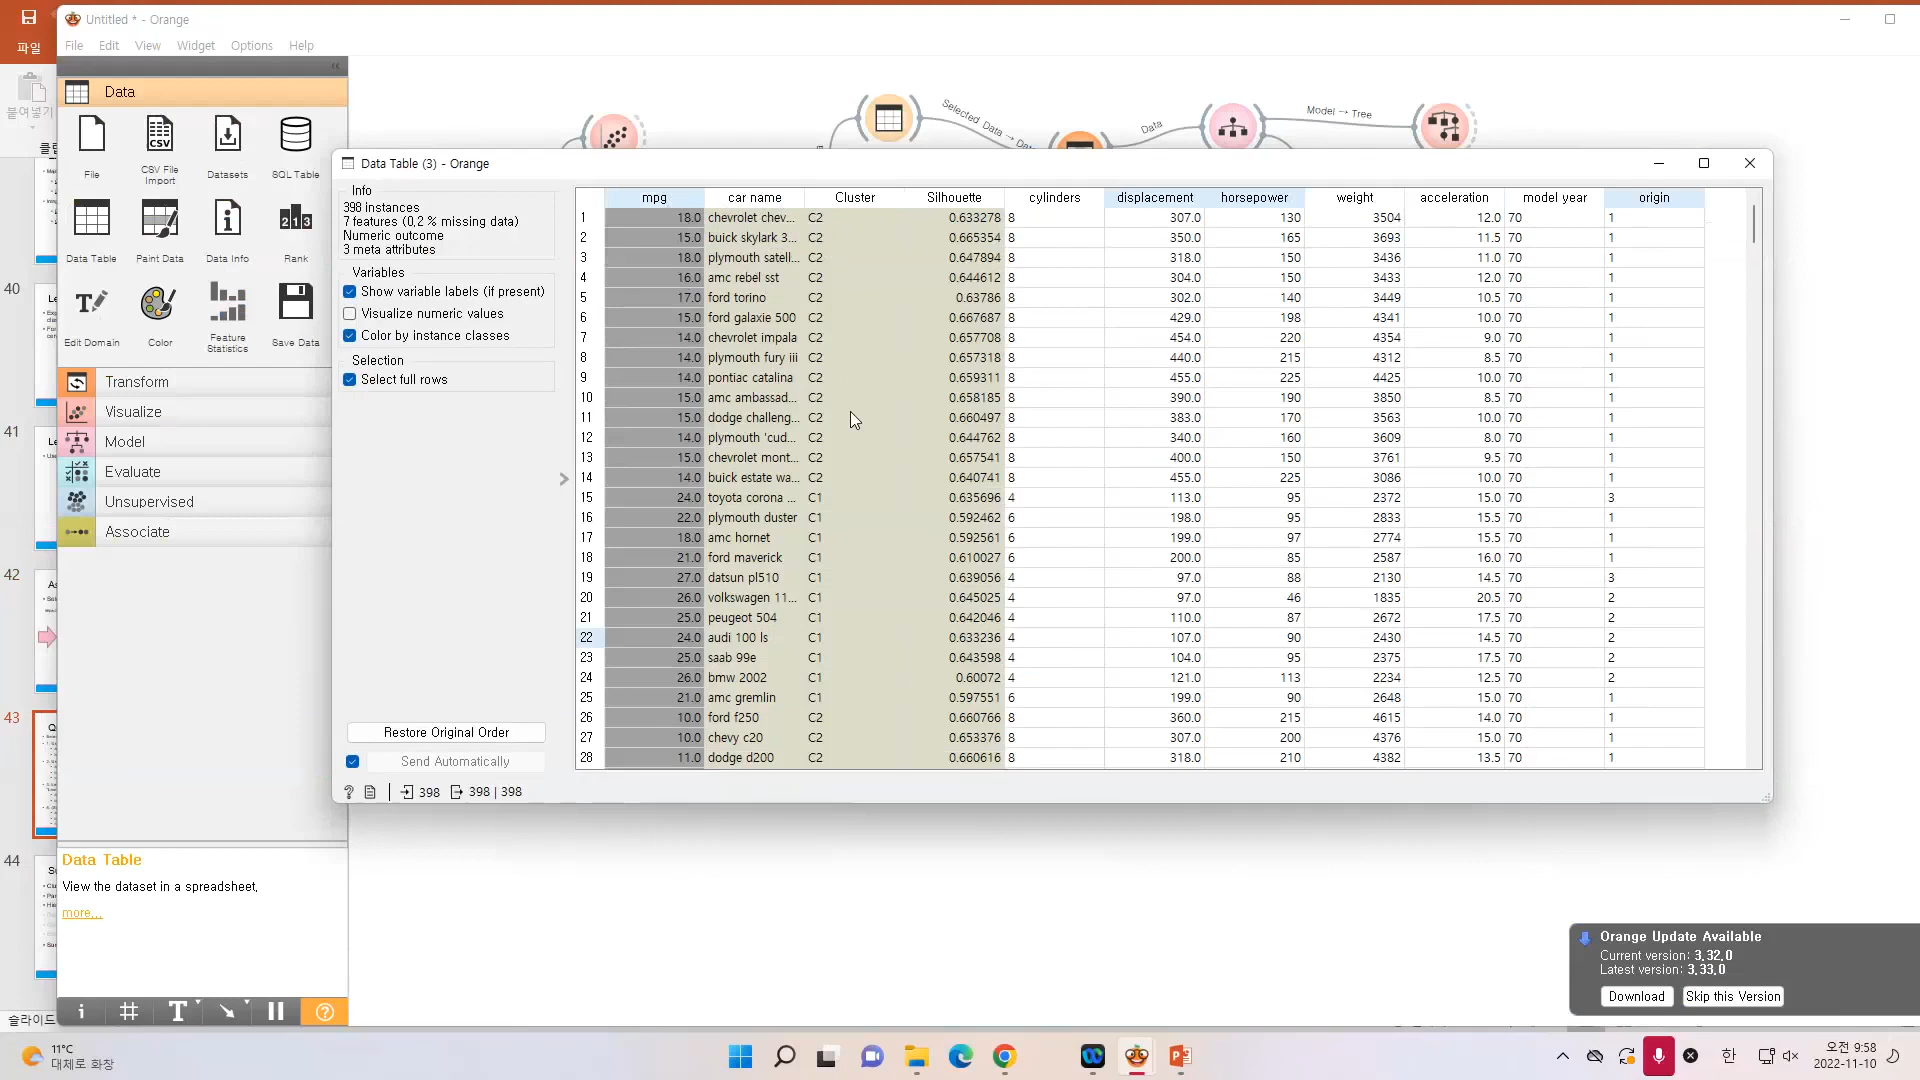 Untitled * - Orange
파일
File Edit View Widget Options Help
붙여넣기
Data
File
CSV File Import
Datasets
SQL Table
Data Table
Paint Data
Data Info
Rank
Edit Domain
Color
Feature Statistics
Save Data
Transform
Visualize
Model
Evaluate
Unsupervised
Associate
Data Table
View the dataset in a spreadsheet.
more...
40
41
42
43
44
슬라이드
Selected Data → Da
Data
Model → Tree
Data Table (3) - Orange
Info
398 instances
7 features (0.2 % missing data)
Numeric outcome
3 meta attributes
Variables
Show variable labels (if present)
Visualize numeric values
Color by instance classes
Selection
Select full rows
Restore Original Order
Send Automatically
398
398 | 398
mpg car name Cluster Silhouette cylinders displacement horsepower weight acceleration model year origin
1 18.0 chevrolet chev... C2 0.633278 8 307.0 130 3504 12.0 70 1
2 15.0 buick skylark 3... C2 0.665354 8 350.0 165 3693 11.5 70 1
3 18.0 plymouth satell... C2 0.647894 8 318.0 150 3436 11.0 70 1
4 16.0 amc rebel sst C2 0.644612 8 304.0 150 3433 12.0 70 1
5 17.0 ford torino C2 0.63786 8 302.0 140 3449 10.5 70 1
6 15.0 ford galaxie 500 C2 0.667687 8 429.0 198 4341 10.0 70 1
7 14.0 chevrolet impala C2 0.657708 8 454.0 220 4354 9.0 70 1
8 14.0 plymouth fury iii C2 0.657318 8 440.0 215 4312 8.5 70 1
9 14.0 pontiac catalina C2 0.659311 8 455.0 225 4425 10.0 70 1
10 15.0 amc ambassad... C2 0.658185 8 390.0 190 3850 8.5 70 1
11 15.0 dodge challeng... C2 0.660497 8 383.0 170 3563 10.0 70 1
12 14.0 plymouth 'cud... C2 0.644762 8 340.0 160 3609 8.0 70 1
13 15.0 chevrolet mont... C2 0.657541 8 400.0 150 3761 9.5 70 1
14 14.0 buick estate wa... C2 0.640741 8 455.0 225 3086 10.0 70 1
15 24.0 toyota corona ... C1 0.635696 4 113.0 95 2372 15.0 70 3
16 22.0 plymouth duster C1 0.592462 6 198.0 95 2833 15.5 70 1
17 18.0 amc hornet C1 0.592561 6 199.0 97 2774 15.5 70 1
18 21.0 ford maverick C1 0.610027 6 200.0 85 2587 16.0 70 1
19 27.0 datsun pl510 C1 0.639056 4 97.0 88 2130 14.5 70 3
20 26.0 volkswagen 11... C1 0.645025 4 97.0 46 1835 20.5 70 2
21 25.0 peugeot 504 C1 0.642046 4 110.0 87 2672 17.5 70 2
22 24.0 audi 100 ls C1 0.633236 4 107.0 90 2430 14.5 70 2
23 25.0 saab 99e C1 0.643598 4 104.0 95 2375 17.5 70 2
24 26.0 bmw 2002 C1 0.60072 4 121.0 113 2234 12.5 70 2
25 21.0 amc gremlin C1 0.597551 6 199.0 90 2648 15.0 70 1
26 10.0 ford f250 C2 0.660766 8 360.0 215 4615 14.0 70 1
27 10.0 chevy c20 C2 0.653376 8 307.0 200 4376 15.0 70 1
28 11.0 dodge d200 C2 0.660616 8 318.0 210 4382 13.5 70 1
Orange Update Available
Current version: 3.32.0
Latest version: 3.33.0
Download
Skip this Version
11°C
대체로 화창
한
오전 9:58
2022-11-10